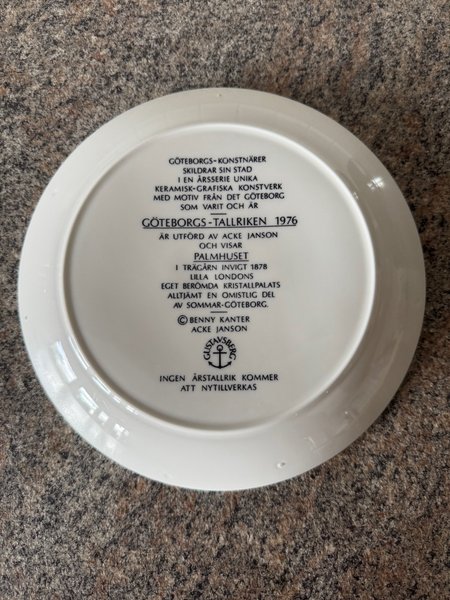 GÖTEBORGS-KONSTNÄRER
SKILDRAR SIN STAD
I EN ÅRSSERIE UNIKA
KERAMISK-GRAFISKA KONSTVERK
MED MOTIV FRÅN DET GÖTEBORG
SOM VARIT OCH ÄR
GÖTEBORGS-TALLRIKEN 1976
ÄR UTFÖRD AV ACKE JANSON
OCH VISAR
PALMHUSET
I TRÄGÅRN INVIGT 1878
LILLA LONDONS
EGET BERÖMDA KRISTALLPALATS
ALLTJÄMT EN OMISTLIG DEL
AV SOMMAR-GÖTEBORG.
© BENNY KANTER
ACKE JANSON
GUSTAVSBERG
INGEN ÅRSTALLRIK KOMMER
ATT NYTILLVERKAS